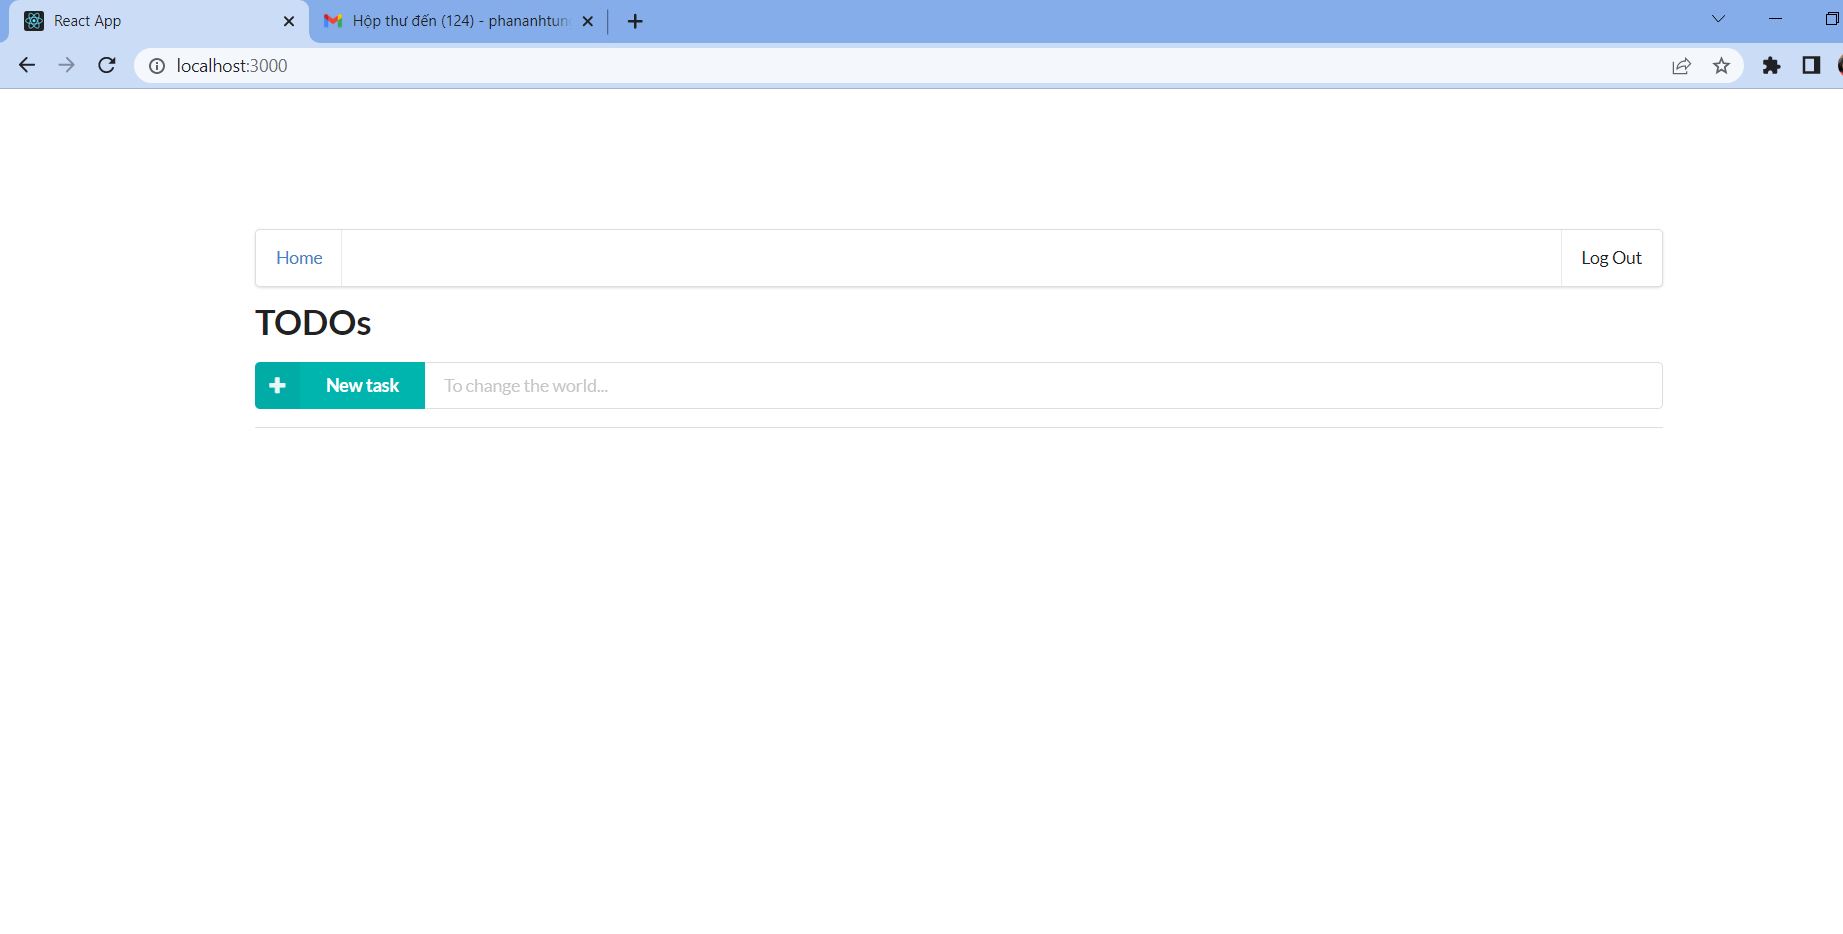 React App
Hộp thư đến (124) - phananhtun
localhost:3000
Home
Log Out
TODOs
New task
To change the world...